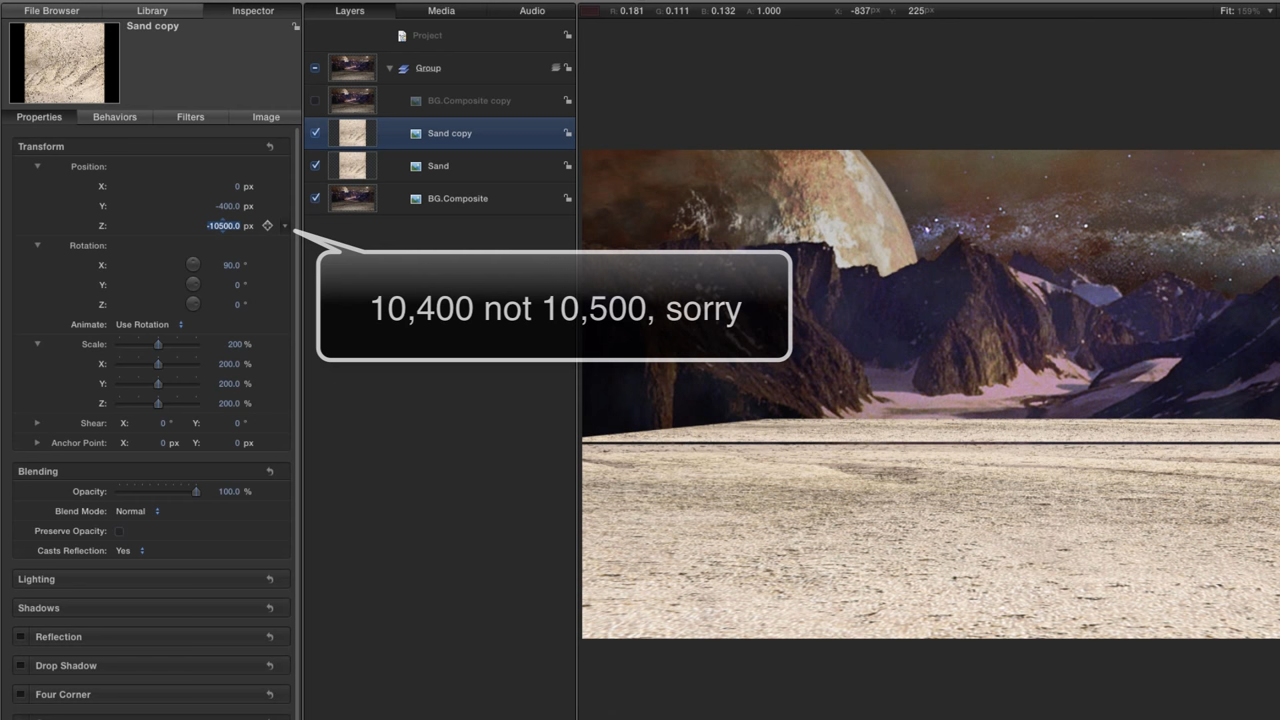 File Browser Library Inspector Layers Media Audio R: 0.181 G: 0.111 B: 0.132 A: 1.000 X: -837px Y: 225px Fit: 159%
Sand copy
Project
Group
BG.Composite copy
Sand copy
Sand
BG.Composite
Properties Behaviors Filters Image
Transform
Position:
X: 0 px
Y: -400.0 px
Z: -10500.0 px
Rotation:
X: 90.0 °
Y: 0 °
Z: 0 °
Animate: Use Rotation
Scale: 200 %
X: 200.0 %
Y: 200.0 %
Z: 200.0 %
Shear: X: 0 ° Y: 0 °
Anchor Point: X: 0 px Y: 0 px
10,400 not 10,500, sorry
Blending
Opacity: 100.0 %
Blend Mode: Normal
Preserve Opacity:
Casts Reflection: Yes
Lighting
Shadows
Reflection
Drop Shadow
Four Corner